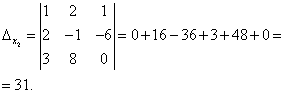 Δx₂ = |1 2 1|
|2 −1 −6| = 0+16−36+3+48+0 =
|3 8 0|
= 31.